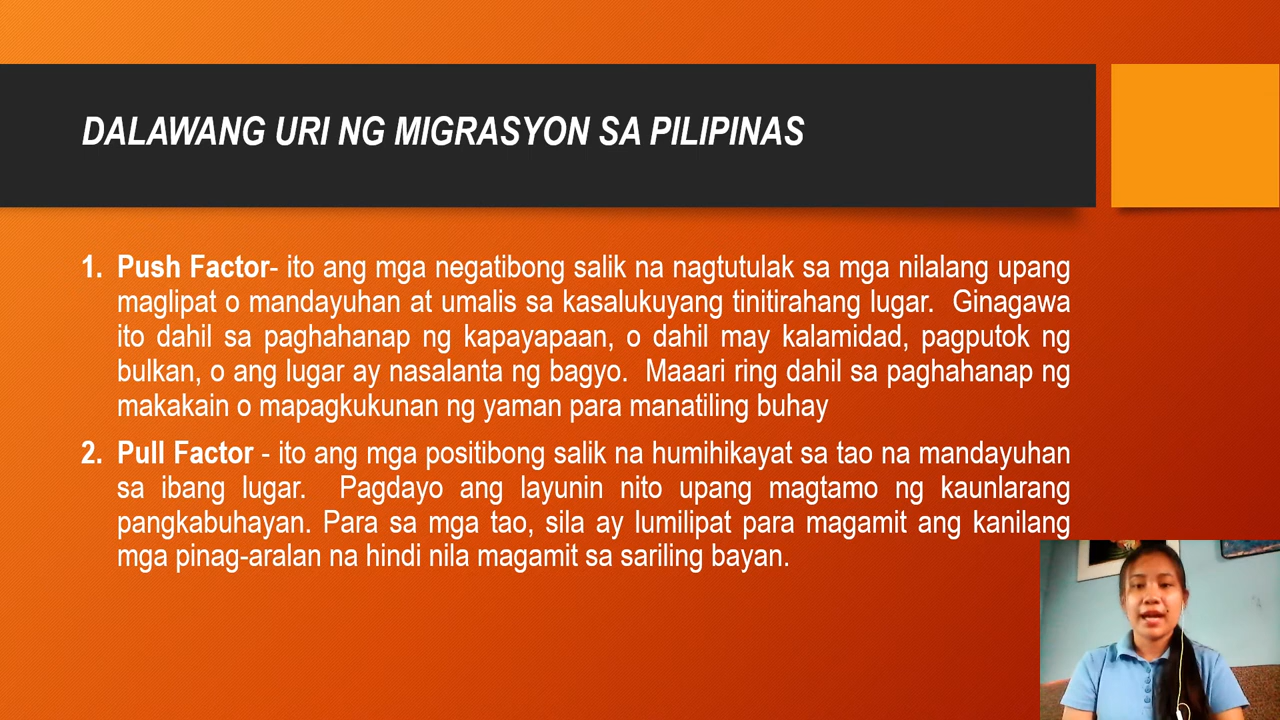 DALAWANG URI NG MIGRASYON SA PILIPINAS
1. Push Factor- ito ang mga negatibong salik na nagtutulak sa mga nilalang upang
maglipat o mandayuhan at umalis sa kasalukuyang tinitirahang lugar. Ginagawa
ito dahil sa paghahanap ng kapayapaan, o dahil may kalamidad, pagputok ng
bulkan, o ang lugar ay nasalanta ng bagyo. Maaari ring dahil sa paghahanap ng
makakain o mapagkukunan ng yaman para manatiling buhay
2. Pull Factor - ito ang mga positibong salik na humihikayat sa tao na mandayuhan
sa ibang lugar. Pagdayo ang layunin nito upang magtamo ng kaunlarang
pangkabuhayan. Para sa mga tao, sila ay lumilipat para magamit ang kanilang
mga pinag-aralan na hindi nila magamit sa sariling bayan.